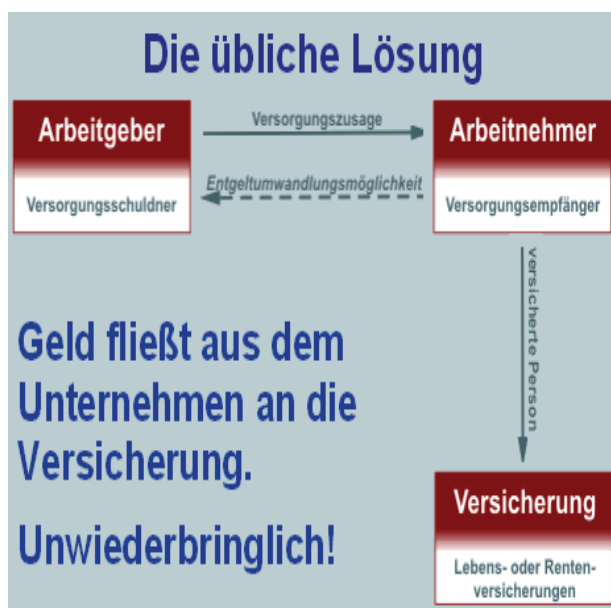 Die übliche Lösung
Arbeitgeber
Versorgungsschuldner
Versorgungszusage
Entgeltumwandlungsmöglichkeit
Arbeitnehmer
Versorgungsempfänger
versicherte Person
Geld fließt aus dem
Unternehmen an die
Versicherung.
Unwiederbringlich!
Versicherung
Lebens- oder Renten-
versicherungen